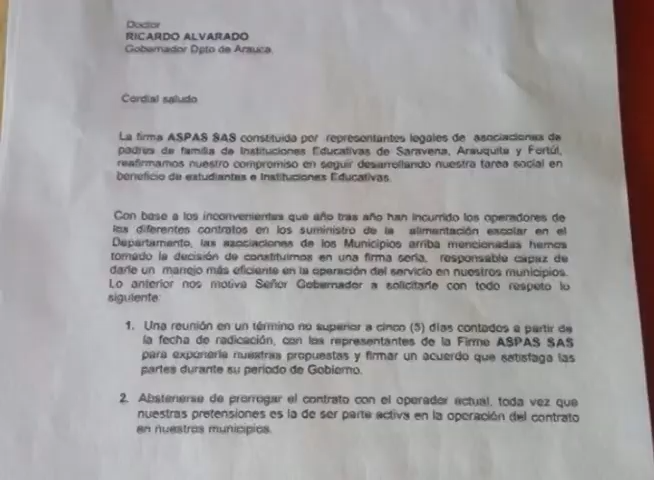 Doctor
RICARDO ALVARADO
Gobernador Dpto de Arauca.
Cordial saludo
La firma ASPAS SAS constituida por representantes legales de asociaciones de
padres de familia de Instituciones Educativas de Saravena, Arauquita y Fortúl,
reafirmamos nuestro compromiso en seguir desarrollando nuestra tarea social en
beneficio de estudiantes e Instituciones Educativas.
Con base a los inconvenientes que año tras año han incurrido los operadores de
los diferentes contratos en los suministro de la alimentación escolar en el
Departamento, las asociaciones de los Municipios arriba mencionadas hemos
tomado la decisión de constituirnos en una firma seria, responsable capaz de
darle un manejo más eficiente en la operación del servicio en nuestros municipios.
Lo anterior nos motiva Señor Gobernador a solicitarle con todo respeto lo
siguiente:
1. Una reunión en un término no superior a cinco (5) días contados a partir de
la fecha de radicación, con los representantes de la Firma ASPAS SAS
para exponerle nuestras propuestas y firmar un acuerdo que satisfaga las
partes durante su periodo de Gobierno.
2. Abstenerse de prorrogar el contrato con el operador actual, toda vez que
nuestras pretensiones es la de ser parte activa en la operación del contrato
en nuestros municipios.